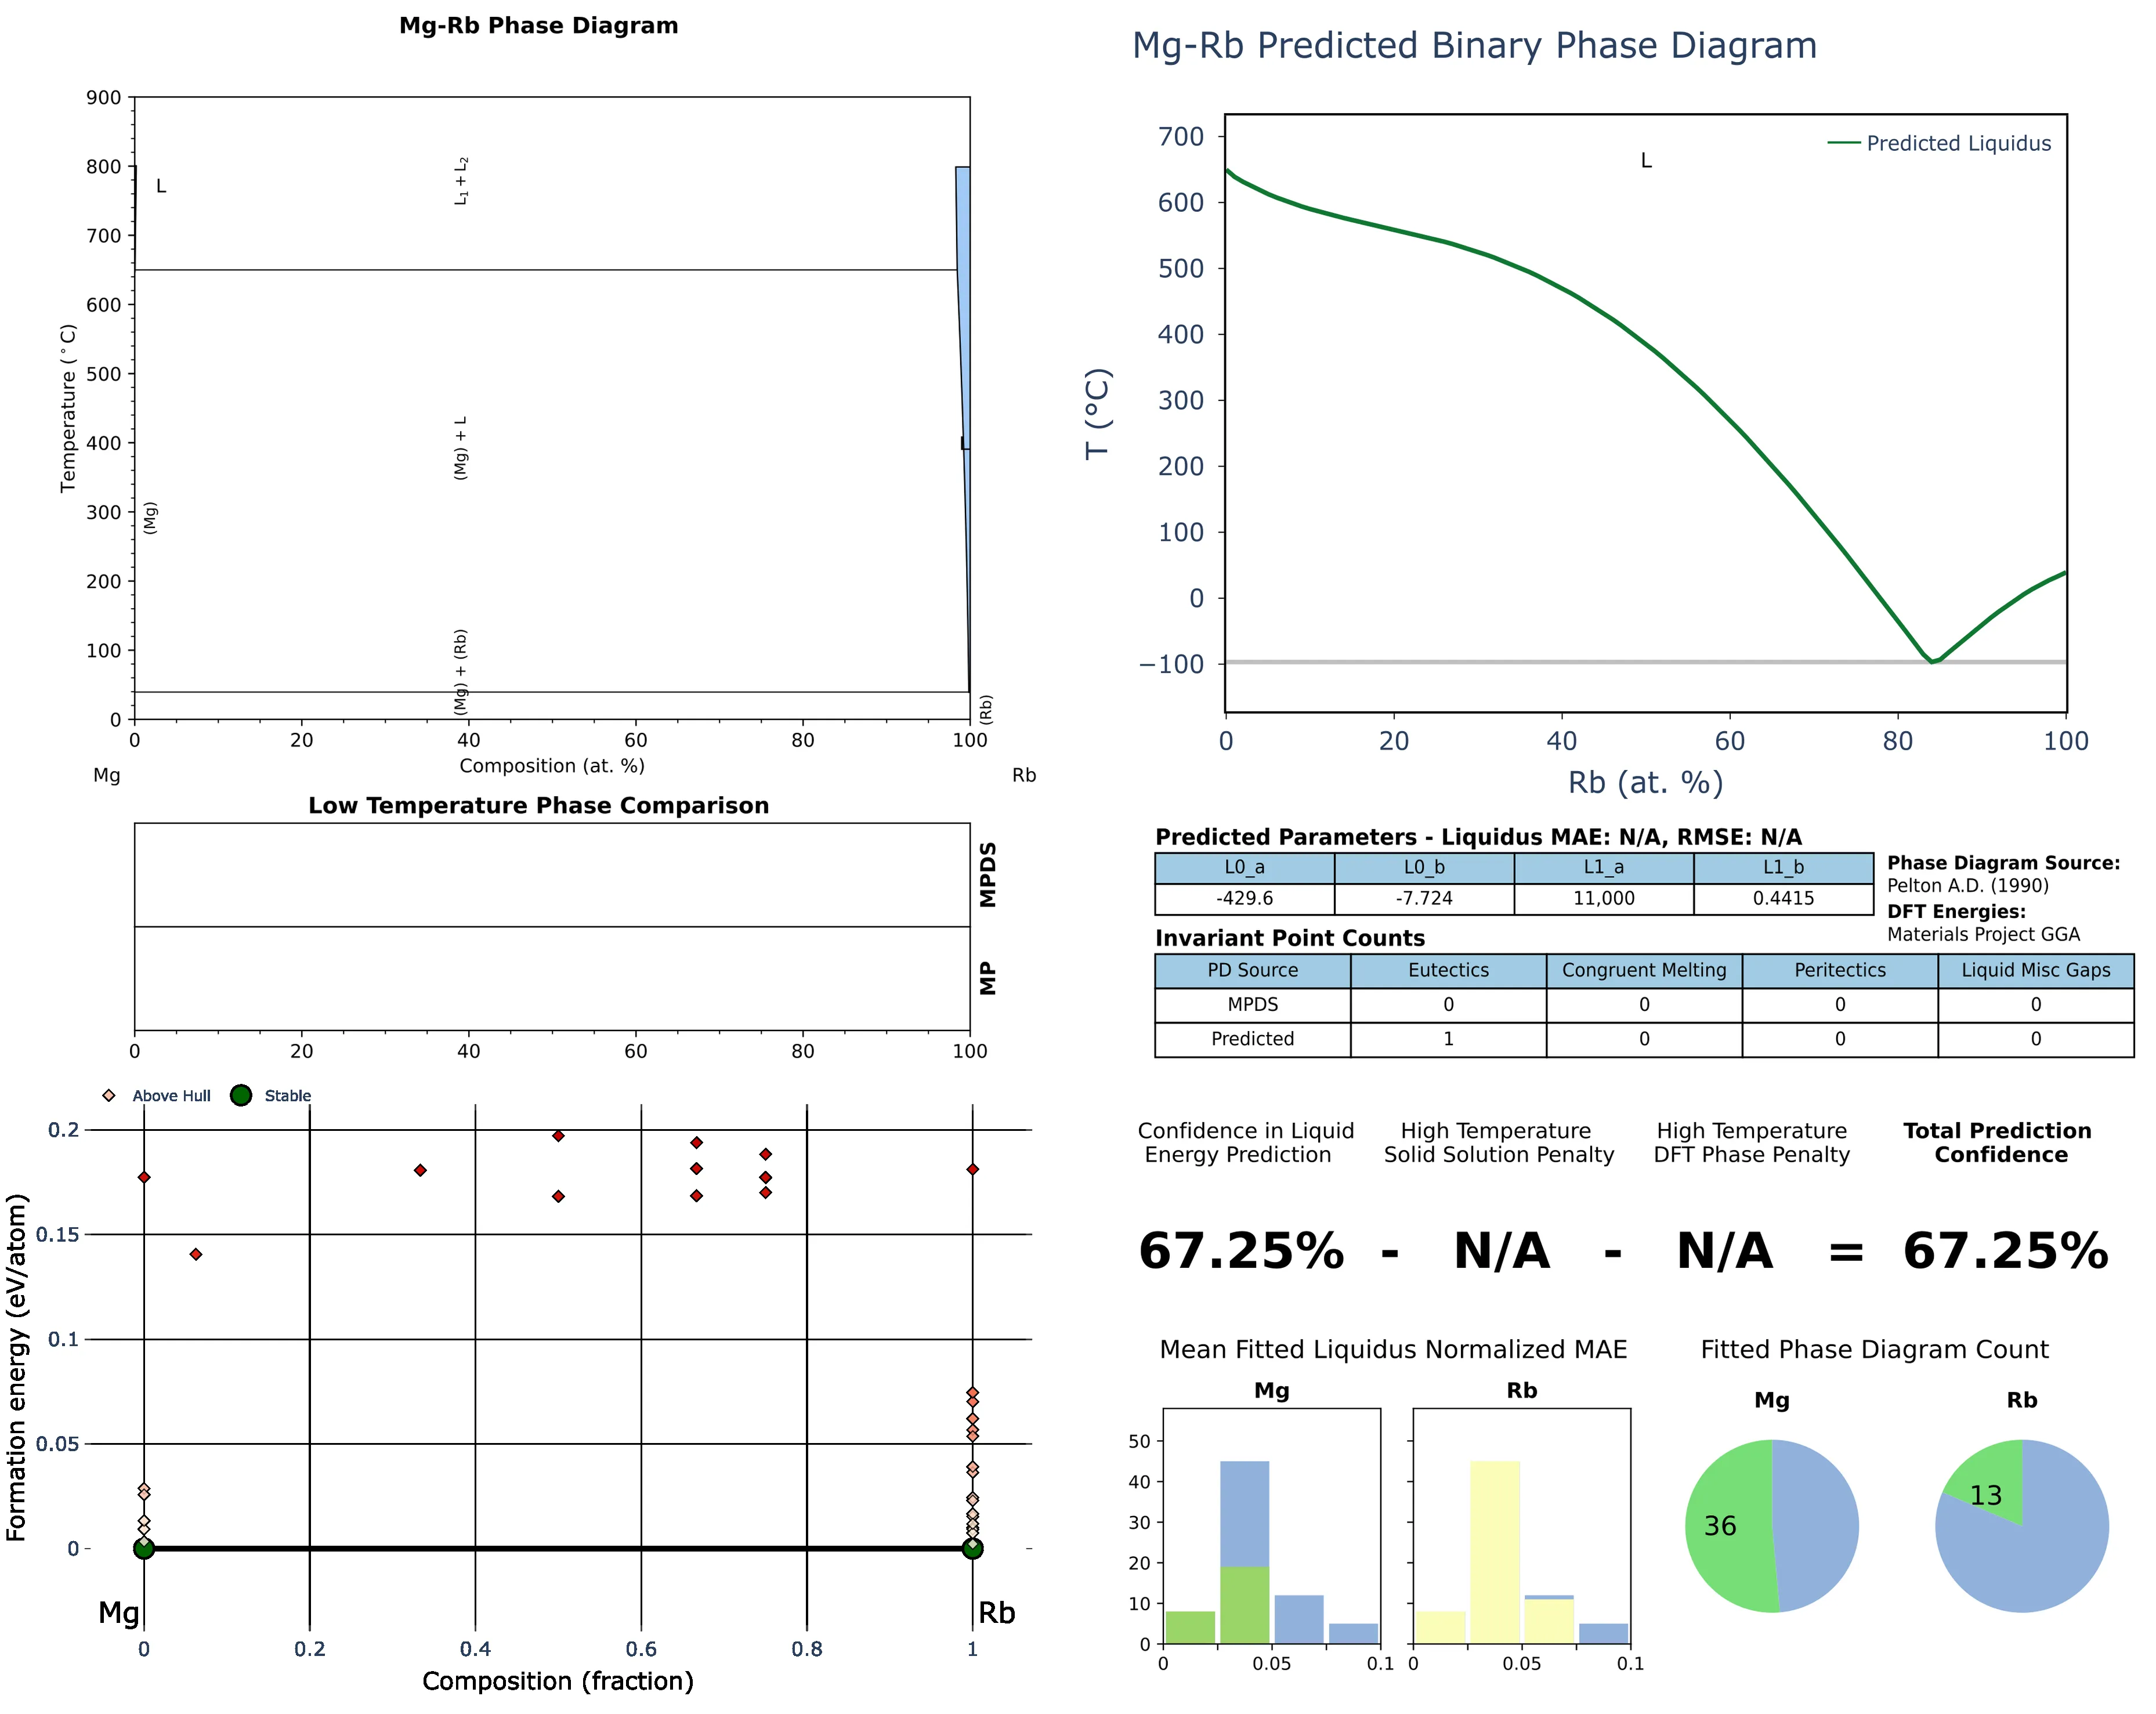 Mg-Rb Phase Diagram
900
800
700
600
500
400
300
200
100
0
Temperature (°C)
L
L₁ + L₂
(Mg) + L
(Mg)
(Mg) + (Rb)
L
(Rb)
0 20 40 60 80 100
Composition (at. %)
Mg Rb
Low Temperature Phase Comparison
MPDS
MP
0 20 40 60 80 100
Above Hull Stable
0.2
0.15
0.1
0.05
0
Formation energy (eV/atom)
Mg Rb
0 0.2 0.4 0.6 0.8 1
Composition (fraction)
Mg-Rb Predicted Binary Phase Diagram
Predicted Liquidus
L
700
600
500
400
300
200
100
0
−100
T (°C)
0 20 40 60 80 100
Rb (at. %)
Predicted Parameters - Liquidus MAE: N/A, RMSE: N/A
L0_a L0_b L1_a L1_b
-429.6 -7.724 11,000 0.4415
Phase Diagram Source:
Pelton A.D. (1990)
DFT Energies:
Materials Project GGA
Invariant Point Counts
PD Source Eutectics Congruent Melting Peritectics Liquid Misc Gaps
MPDS 0 0 0 0
Predicted 1 0 0 0
Confidence in Liquid
Energy Prediction
High Temperature
Solid Solution Penalty
High Temperature
DFT Phase Penalty
Total Prediction
Confidence
67.25% - N/A - N/A = 67.25%
Mean Fitted Liquidus Normalized MAE
Mg Rb
50
40
30
20
10
0
0 0.05 0.1 0 0.05 0.1
Fitted Phase Diagram Count
Mg Rb
36 13